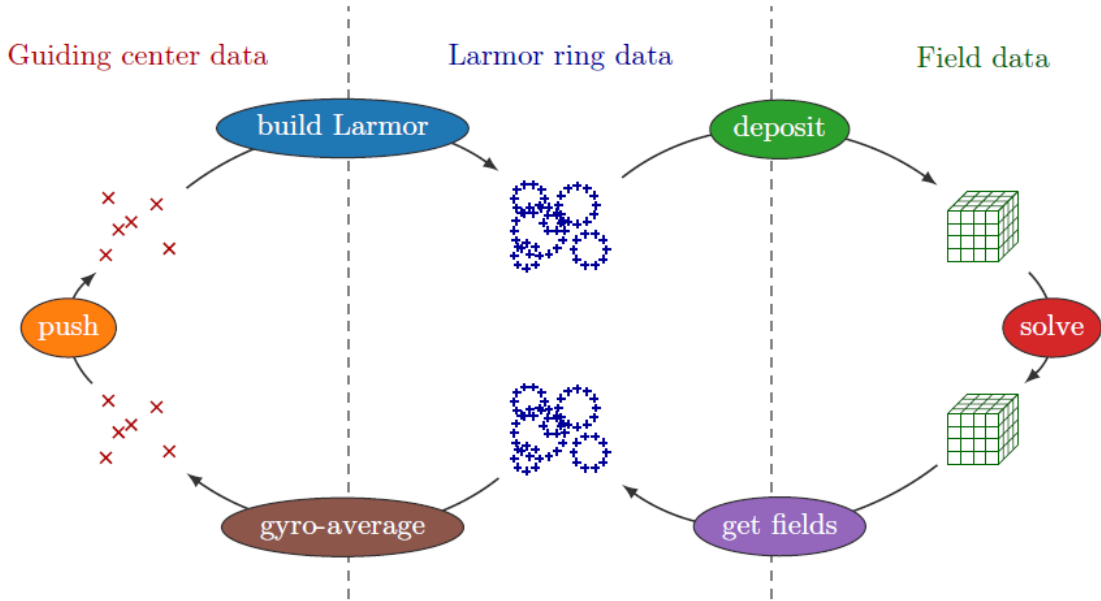 Guiding center data
Larmor ring data
Field data
build Larmor
deposit
push
solve
gyro-average
get fields